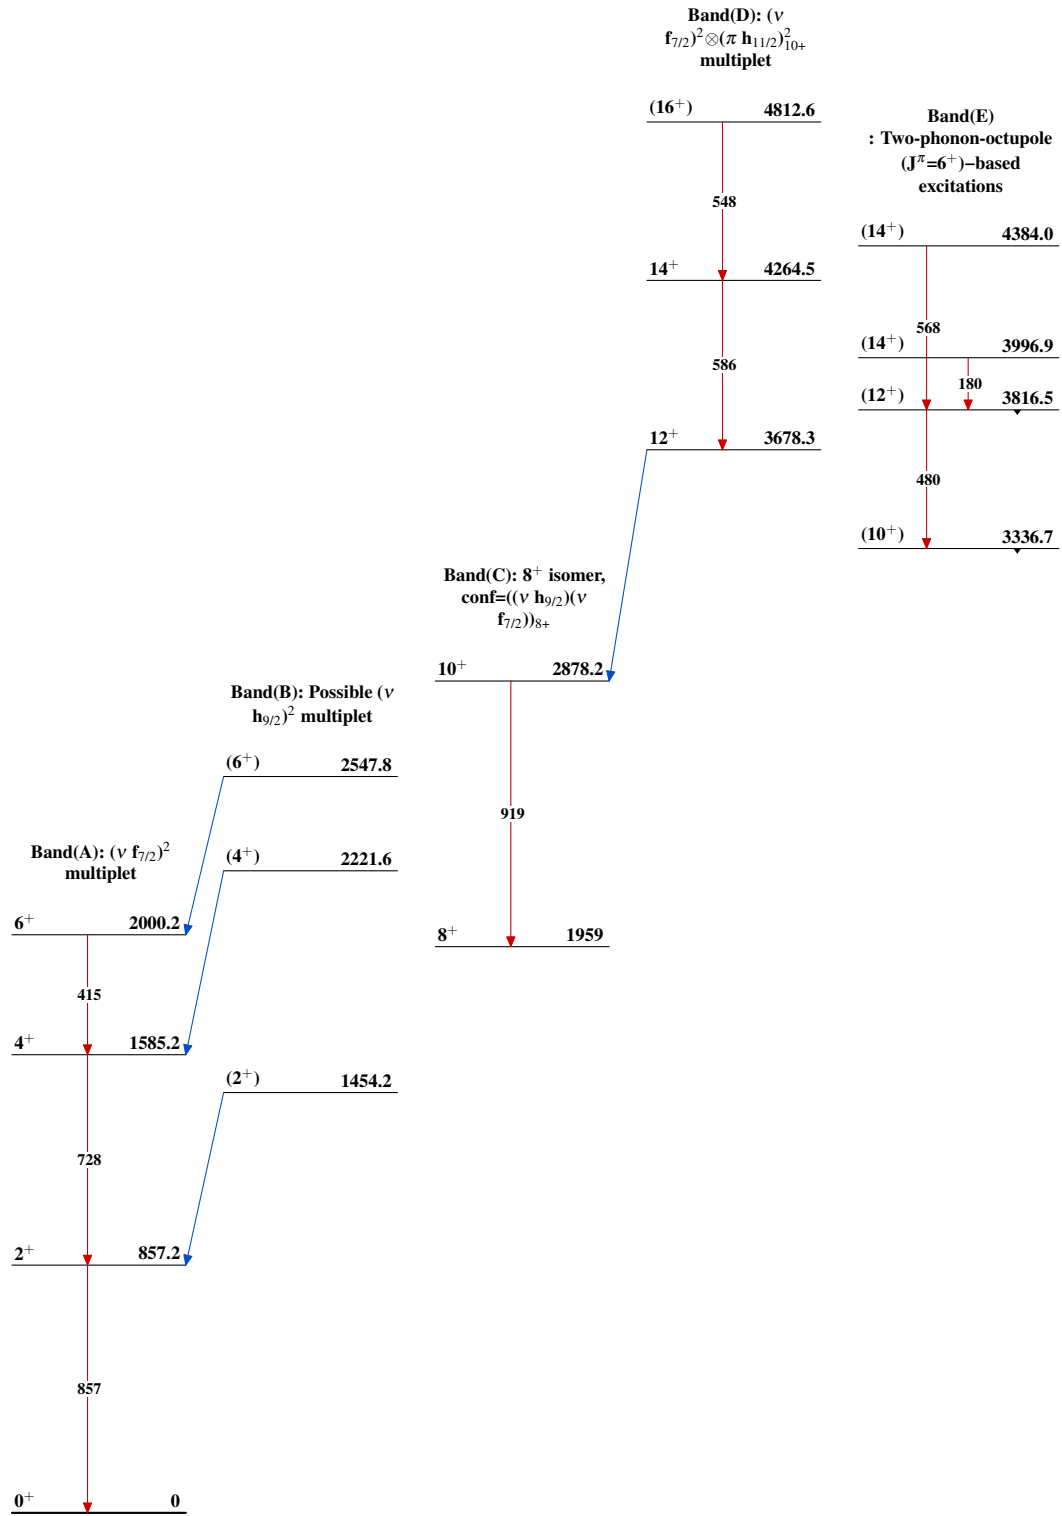 Band(D): (ν
f7/2)²⊗(π h11/2)²10+
multiplet
(16⁺) 4812.6
548
14⁺ 4264.5
586
12⁺ 3678.3
Band(E)
: Two-phonon-octupole
(Jπ=6⁺)−based
excitations
(14⁺) 4384.0
568
(14⁺) 3996.9
180
(12⁺) 3816.5
480
(10⁺) 3336.7
Band(C): 8⁺ isomer,
conf=((ν h9/2)(ν
f7/2))8+
10⁺ 2878.2
919
8⁺ 1959
Band(B): Possible (ν
h9/2)² multiplet
(6⁺) 2547.8
(4⁺) 2221.6
(2⁺) 1454.2
Band(A): (ν f7/2)²
multiplet
6⁺ 2000.2
415
4⁺ 1585.2
728
2⁺ 857.2
857
0⁺ 0